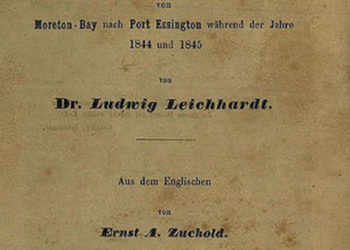 von
Moreton-Bay nach Port Essington während der Jahre
1844 und 1845
von
Dr. Ludwig Leichhardt.
Aus dem Englischen
von
Ernst A. Zuchold.